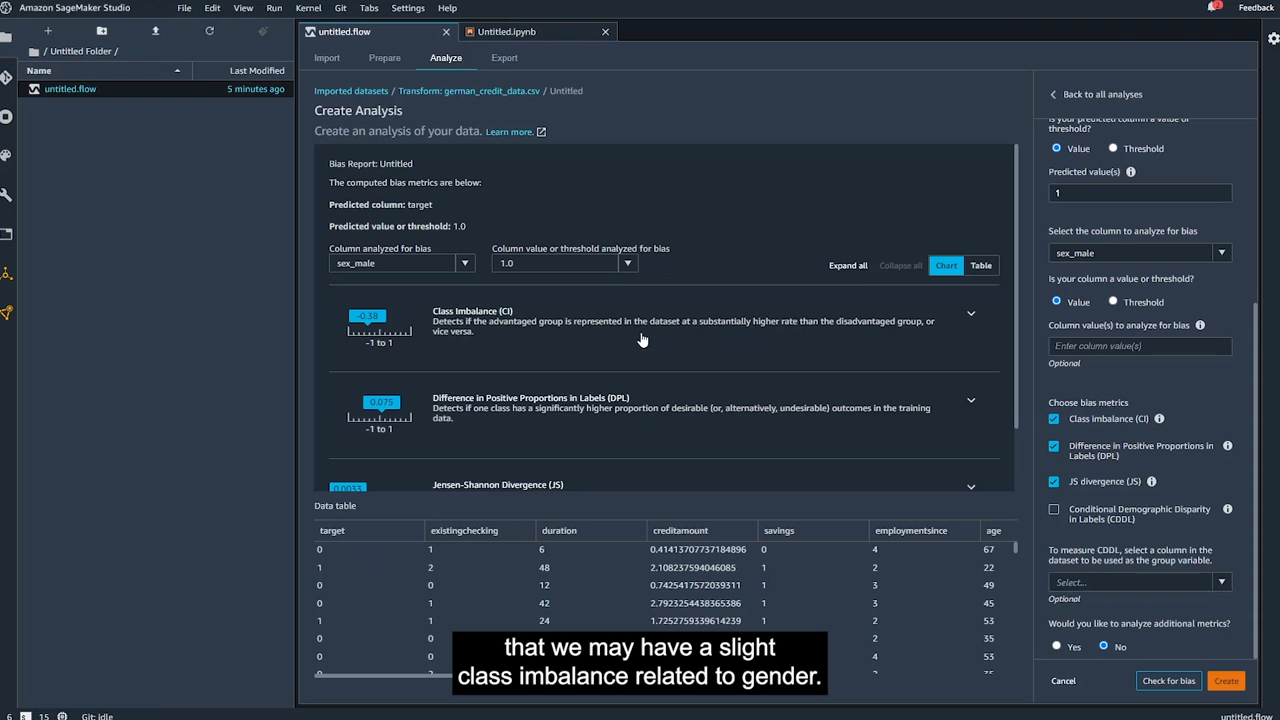 Amazon SageMaker Studio
File Edit View Run Kernel Git Tabs Settings Help
Feedback
/ Untitled Folder /
Name Last Modified
untitled.flow 5 minutes ago
untitled.flow
Untitled.ipynb
Import Prepare Analyze Export
Imported datasets / Transform: german_credit_data.csv / Untitled
Create Analysis
Create an analysis of your data. Learn more.
Bias Report: Untitled
The computed bias metrics are below:
Predicted column: target
Predicted value or threshold: 1.0
Column analyzed for bias
sex_male
Column value or threshold analyzed for bias
1.0
Expand all Collapse all Chart Table
-0.38
-1 to 1
Class Imbalance (CI)
Detects if the advantaged group is represented in the dataset at a substantially higher rate than the disadvantaged group, or
vice versa.
0.075
-1 to 1
Difference in Positive Proportions in Labels (DPL)
Detects if one class has a significantly higher proportion of desirable (or, alternatively, undesirable) outcomes in the training
data.
0.0033
Jensen-Shannon Divergence (JS)
Data table
target existingchecking duration creditamount savings employmentsince age
0 1 6 0.41413707737184896 0 4 67
1 2 48 2.108237594046085 1 2 22
0 0 12 0.7425417572039311 1 3 49
0 1 42 2.7923254438365386 1 3 45
1 1 24 1.7252759339614239 1 2 53
0 0 2 35
0 0 4 53
0 1 2
that we may have a slight
class imbalance related to gender.
Back to all analyses
Is your predicted column a value or
threshold?
Value Threshold
Predicted value(s)
1
Select the column to analyze for bias
sex_male
Is your column a value or threshold?
Value Threshold
Column value(s) to analyze for bias
Enter column value(s)
Optional
Choose bias metrics
Class imbalance (CI)
Difference in Positive Proportions in
Labels (DPL)
JS divergence (JS)
Conditional Demographic Disparity
in Labels (CDDL)
To measure CDDL, select a column in the
dataset to be used as the group variable.
Select...
Optional
Would you like to analyze additional metrics?
Yes No
Cancel Check for bias Create
8 15 Git: idle
untitled.flow